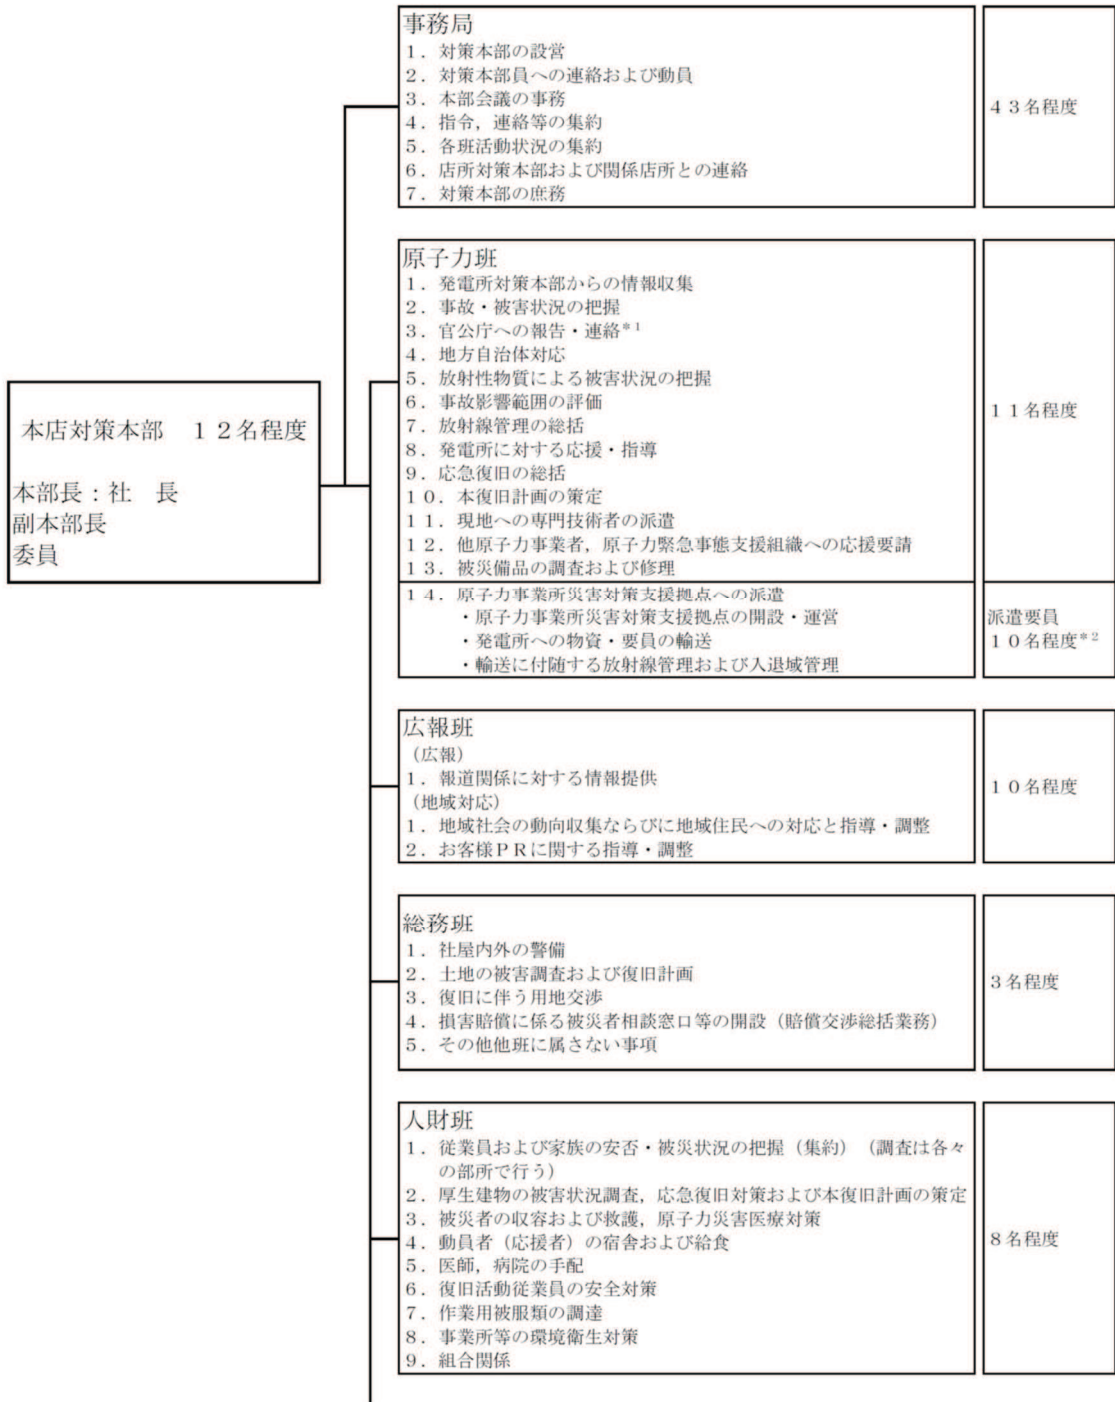 本店対策本部　１２名程度
本部長：社　長
副本部長
委員
事務局
１．対策本部の設営
２．対策本部員への連絡および動員
３．本部会議の事務
４．指令，連絡等の集約
５．各班活動状況の集約
６．店所対策本部および関係店所との連絡
７．対策本部の庶務
４３名程度
原子力班
１．発電所対策本部からの情報収集
２．事故・被害状況の把握
３．官公庁への報告・連絡*1
４．地方自治体対応
５．放射性物質による被害状況の把握
６．事故影響範囲の評価
７．放射線管理の総括
８．発電所に対する応援・指導
９．応急復旧の総括
１０．本復旧計画の策定
１１．現地への専門技術者の派遣
１２．他原子力事業者，原子力緊急事態支援組織への応援要請
１３．被災備品の調査および修理
１１名程度
１４．原子力事業所災害対策支援拠点への派遣
・原子力事業所災害対策支援拠点の開設・運営
・発電所への物資・要員の輸送
・輸送に付随する放射線管理および入退域管理
派遣要員
１０名程度*2
広報班
（広報）
１．報道関係に対する情報提供
（地域対応）
１．地域社会の動向収集ならびに地域住民への対応と指導・調整
２．お客様ＰＲに関する指導・調整
１０名程度
総務班
１．社屋内外の警備
２．土地の被害調査および復旧計画
３．復旧に伴う用地交渉
４．損害賠償に係る被災者相談窓口等の開設（賠償交渉総括業務）
５．その他他班に属さない事項
３名程度
人財班
１．従業員および家族の安否・被災状況の把握（集約）（調査は各々
の部所で行う）
２．厚生建物の被害状況調査，応急復旧対策および本復旧計画の策定
３．被災者の収容および救護，原子力災害医療対策
４．動員者（応援者）の宿舎および給食
５．医師，病院の手配
６．復旧活動従業員の安全対策
７．作業用被服類の調達
８．事業所等の環境衛生対策
９．組合関係
８名程度